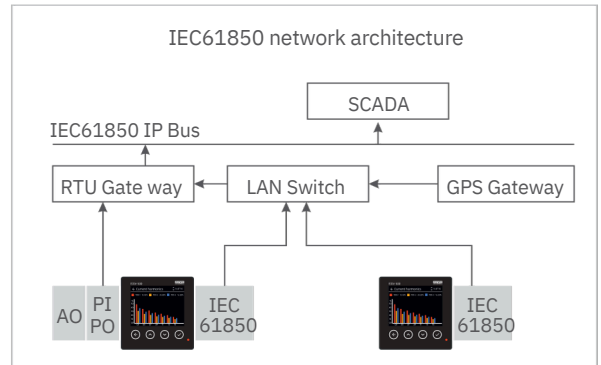 IEC61850 network architecture
SCADA
IEC61850 IP Bus
RTU Gate way
LAN Switch
GPS Gateway
AO
PI
PO
IEC
61850
IEC
61850